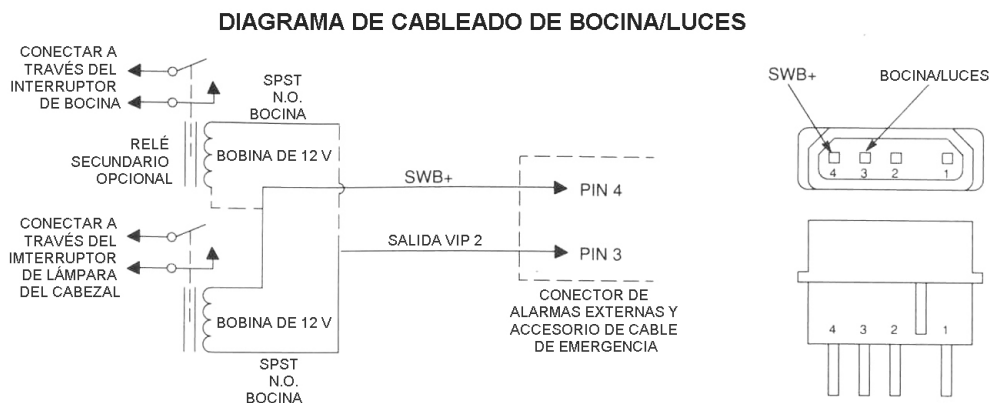 DIAGRAMA DE CABLEADO DE BOCINA/LUCES
CONECTAR A
TRAVÉS DEL
INTERRUPTOR
DE BOCINA
SPST
N.O.
BOCINA
RELÉ
SECUNDARIO
OPCIONAL
BOBINA DE 12 V
SWB+
PIN 4
CONECTAR A
TRAVÉS DEL
IMTERRUPTOR
DE LÁMPARA
DEL CABEZAL
SALIDA VIP 2
PIN 3
BOBINA DE 12 V
SPST
N.O.
BOCINA
CONECTOR DE
ALARMAS EXTERNAS Y
ACCESORIO DE CABLE
DE EMERGENCIA
SWB+
BOCINA/LUCES
4 3 2 1
4 3 2 1